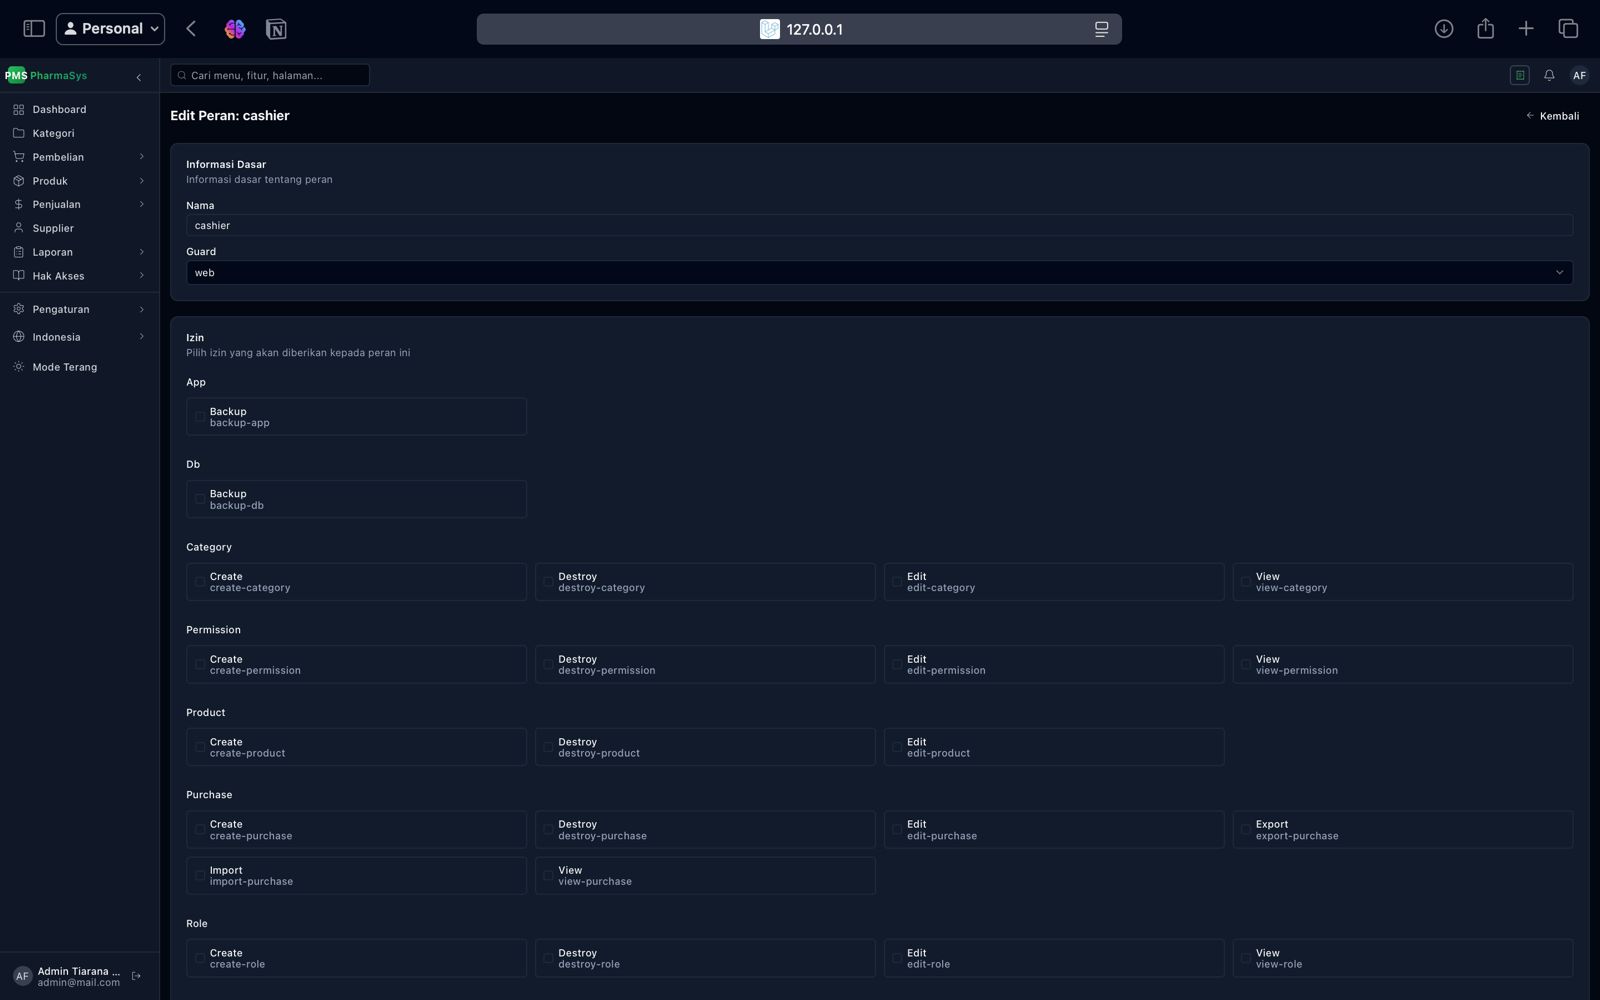 Personal
127.0.0.1
PMS PharmaSys
Cari menu, fitur, halaman...
AF
Dashboard
Kategori
Pembelian
Produk
Penjualan
Supplier
Laporan
Hak Akses
Pengaturan
Indonesia
Mode Terang
AF
Admin Tiarana ...
admin@mail.com
Edit Peran: cashier
Kembali
Informasi Dasar
Informasi dasar tentang peran
Nama
cashier
Guard
web
Izin
Pilih izin yang akan diberikan kepada peran ini
App
Backup
backup-app
Db
Backup
backup-db
Category
Create
create-category
Destroy
destroy-category
Edit
edit-category
View
view-category
Permission
Create
create-permission
Destroy
destroy-permission
Edit
edit-permission
View
view-permission
Product
Create
create-product
Destroy
destroy-product
Edit
edit-product
Purchase
Create
create-purchase
Destroy
destroy-purchase
Edit
edit-purchase
Export
export-purchase
Import
import-purchase
View
view-purchase
Role
Create
create-role
Destroy
destroy-role
Edit
edit-role
View
view-role